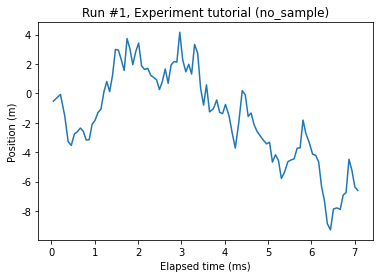 Run #1, Experiment tutorial (no_sample)
Position (m)
4
2
0
-2
-4
-6
-8
0 1 2 3 4 5 6 7
Elapsed time (ms)